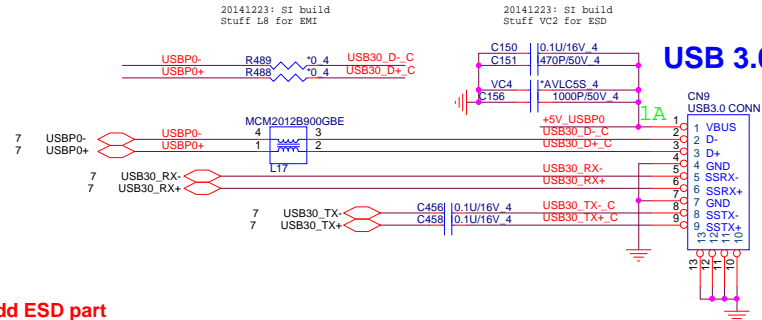 20141223: SI build
Stuff L8 for EMI
20141223: SI build
Stuff VC2 for ESD
USBP0- R489 *0_4 USB30_D-_C
USBP0+ R488 *0_4 USB30_D+_C
C150 0.1U/16V_4
C151 470P/50V_4
VC4 *AVLC5S_4
C156 1000P/50V_4
USB 3.0
CN9
USB3.0 CONN
1A
+5V_USBP0 1 1 VBUS
MCM2012B900GBE
7 USBP0- USBP0- 4 3 USB30_D-_C 2 2 D-
7 USBP0+ USBP0+ 1 2 USB30_D+_C 3 3 D+
L17
4 4 GND
7 USB30_RX- USB30_RX- 5 5 SSRX-
7 USB30_RX+ USB30_RX+ 6 6 SSRX+
7 7 GND
7 USB30_TX- C456 0.1U/16V_4 USB30_TX-_C 8 8 SSTX-
7 USB30_TX+ C458 0.1U/16V_4 USB30_TX+_C 9 9 SSTX+
13 12 11 10
13 12 11 10
dd ESD part